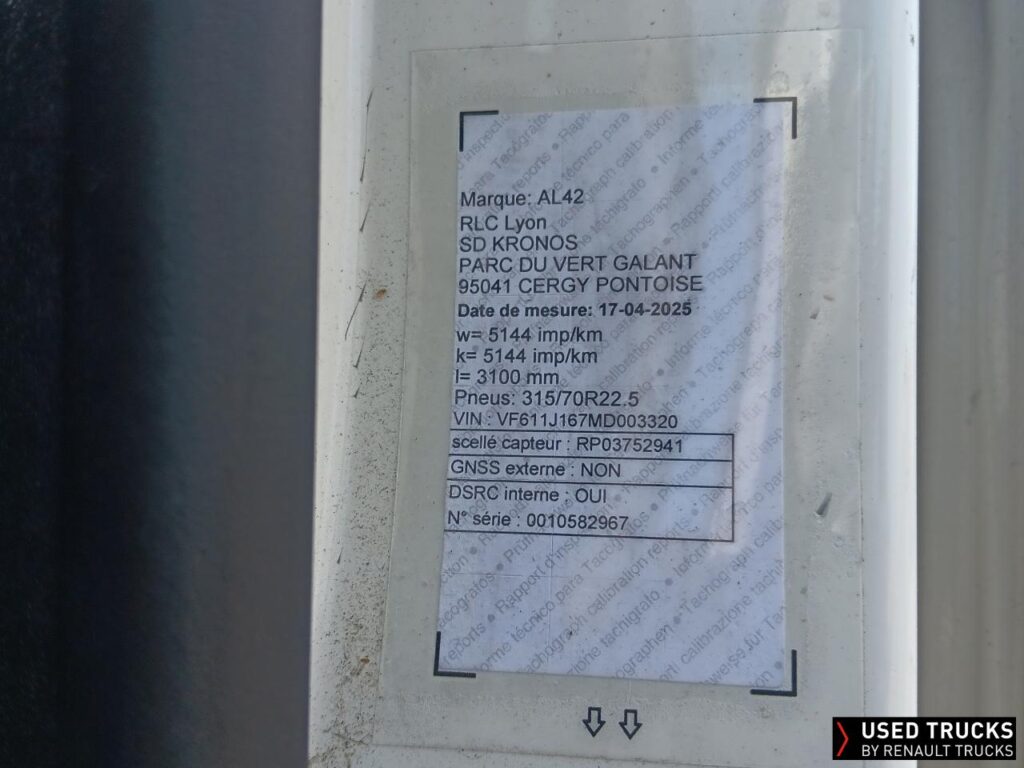 Marque: AL42
RLC Lyon
SD KRONOS
PARC DU VERT GALANT
95041 CERGY PONTOISE
Date de mesure: 17-04-2025
w= 5144 imp/km
k= 5144 imp/km
l= 3100 mm
Pneus: 315/70R22.5
VIN : VF611J167MD003320
scellé capteur : RP03752941
GNSS externe : NON
DSRC interne : OUI
N° série : 0010582967
USED TRUCKS
BY RENAULT TRUCKS